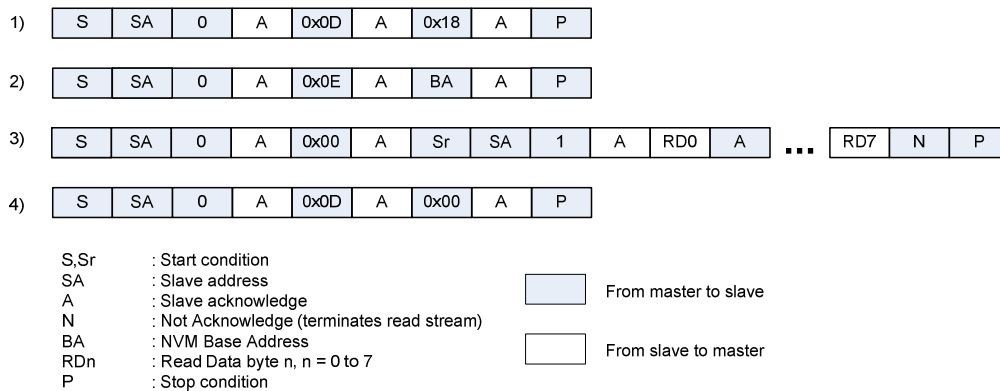 1) S SA 0 A 0x0D A 0x18 A P
2) S SA 0 A 0x0E A BA A P
3) S SA 0 A 0x00 A Sr SA 1 A RD0 A ... RD7 N P
4) S SA 0 A 0x0D A 0x00 A P
S,Sr : Start condition
SA : Slave address
A : Slave acknowledge
N : Not Acknowledge (terminates read stream)
BA : NVM Base Address
RDn : Read Data byte n, n = 0 to 7
P : Stop condition
From master to slave
From slave to master